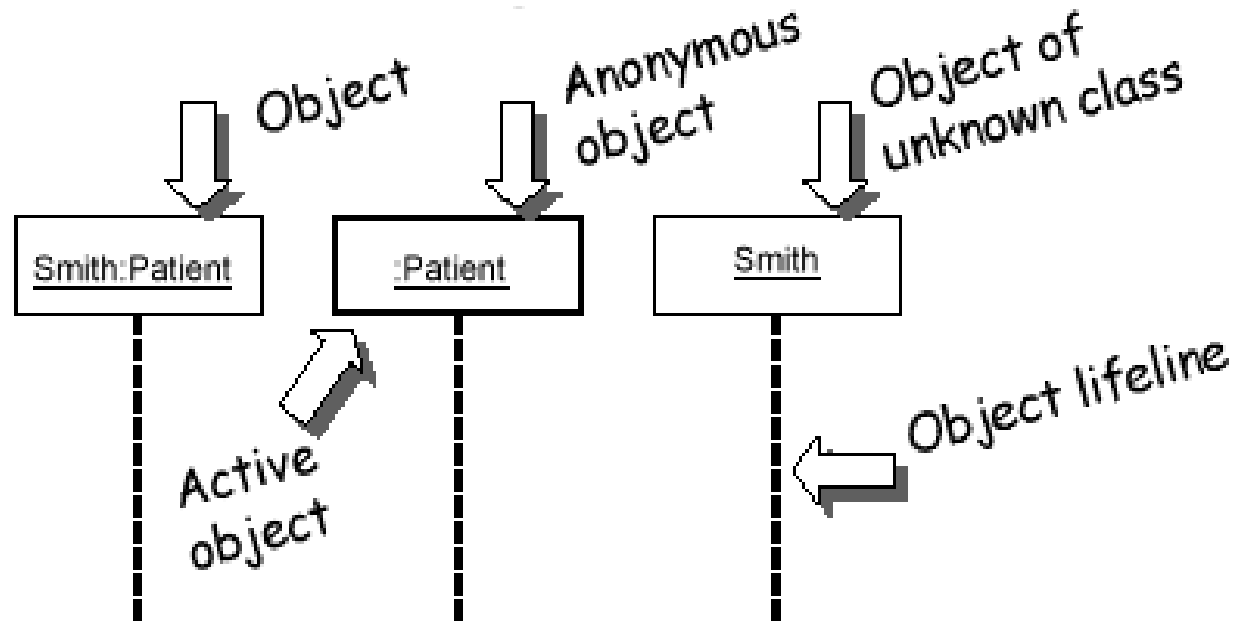 Object
Anonymous
object
Object of
unknown class
Smith:Patient
:Patient
Smith
Active
object
Object lifeline